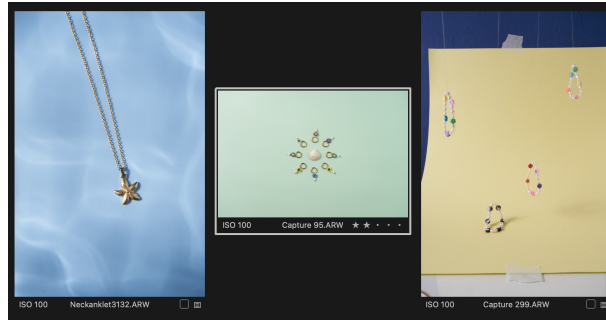 ISO 100 Capture 95.ARW ★ ★ • • •
ISO 100 Neckanklet3132.ARW
ISO 100 Capture 299.ARW